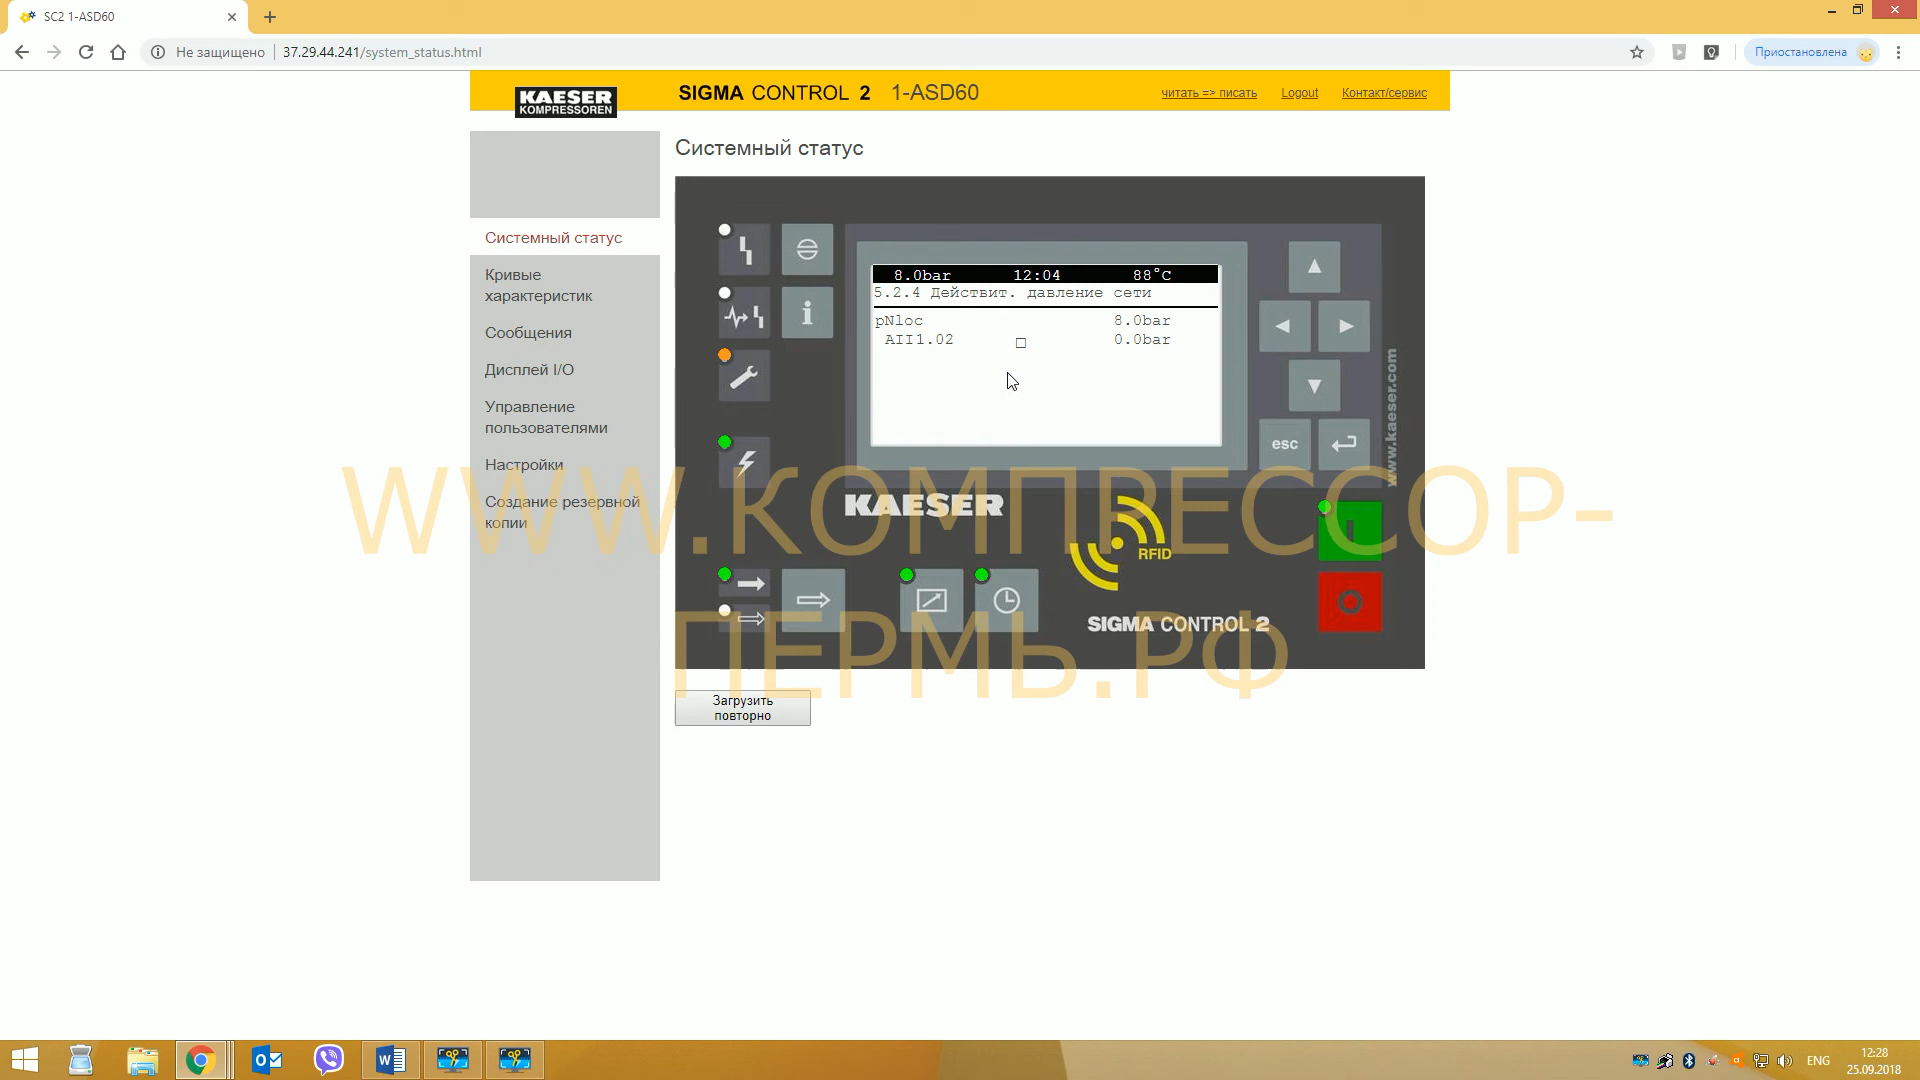 SC2 1-ASD60
Не защищено
37.29.44.241/system_status.html
Приостановлена
KAESER
KOMPRESSOREN
SIGMA CONTROL 2 1-ASD60
читать => писать
Logout
Контакт/сервис
Системный статус
Системный статус
Кривые
характеристик
Сообщения
Дисплей I/O
Управление
пользователями
Настройки
Создание резервной
копии
8.0bar 12:04 88°C
5.2.4 Действит. давление сети
pNloc 8.0bar
AII1.02 □ 0.0bar
i
esc
www.kaeser.com
KAESER
RFID
I
O
SIGMA CONTROL 2
WWW.КОМПРЕССОР-
ПЕРМЬ.РФ
Загрузить
повторно
ENG
12:28
25.09.2018